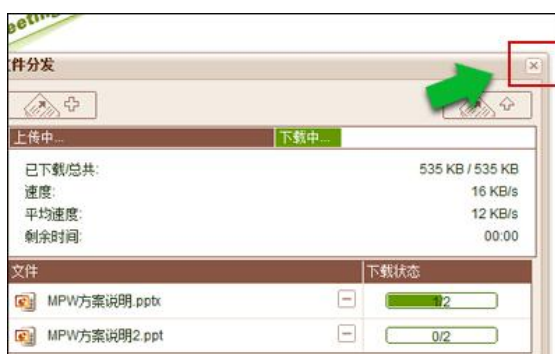 eeting
件分发
上传中...
下载中...
已下载/总共: 535 KB / 535 KB
速度: 16 KB/s
平均速度: 12 KB/s
剩余时间: 00:00
文件 下载状态
MPW方案说明.pptx 1/2
MPW方案说明2.ppt 0/2